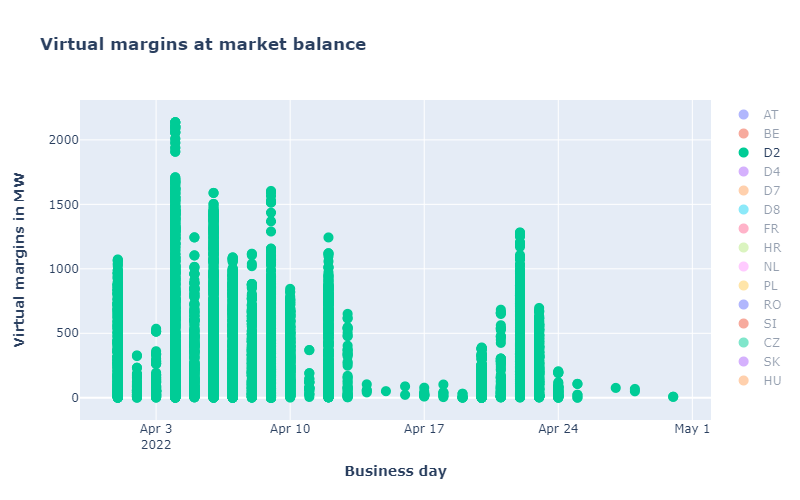 Virtual margins at market balance
Virtual margins in MW
2000
1500
1000
500
0
Apr 3
2022
Apr 10
Apr 17
Apr 24
May 1
Business day
AT
BE
D2
D4
D7
D8
FR
HR
NL
PL
RO
SI
CZ
SK
HU